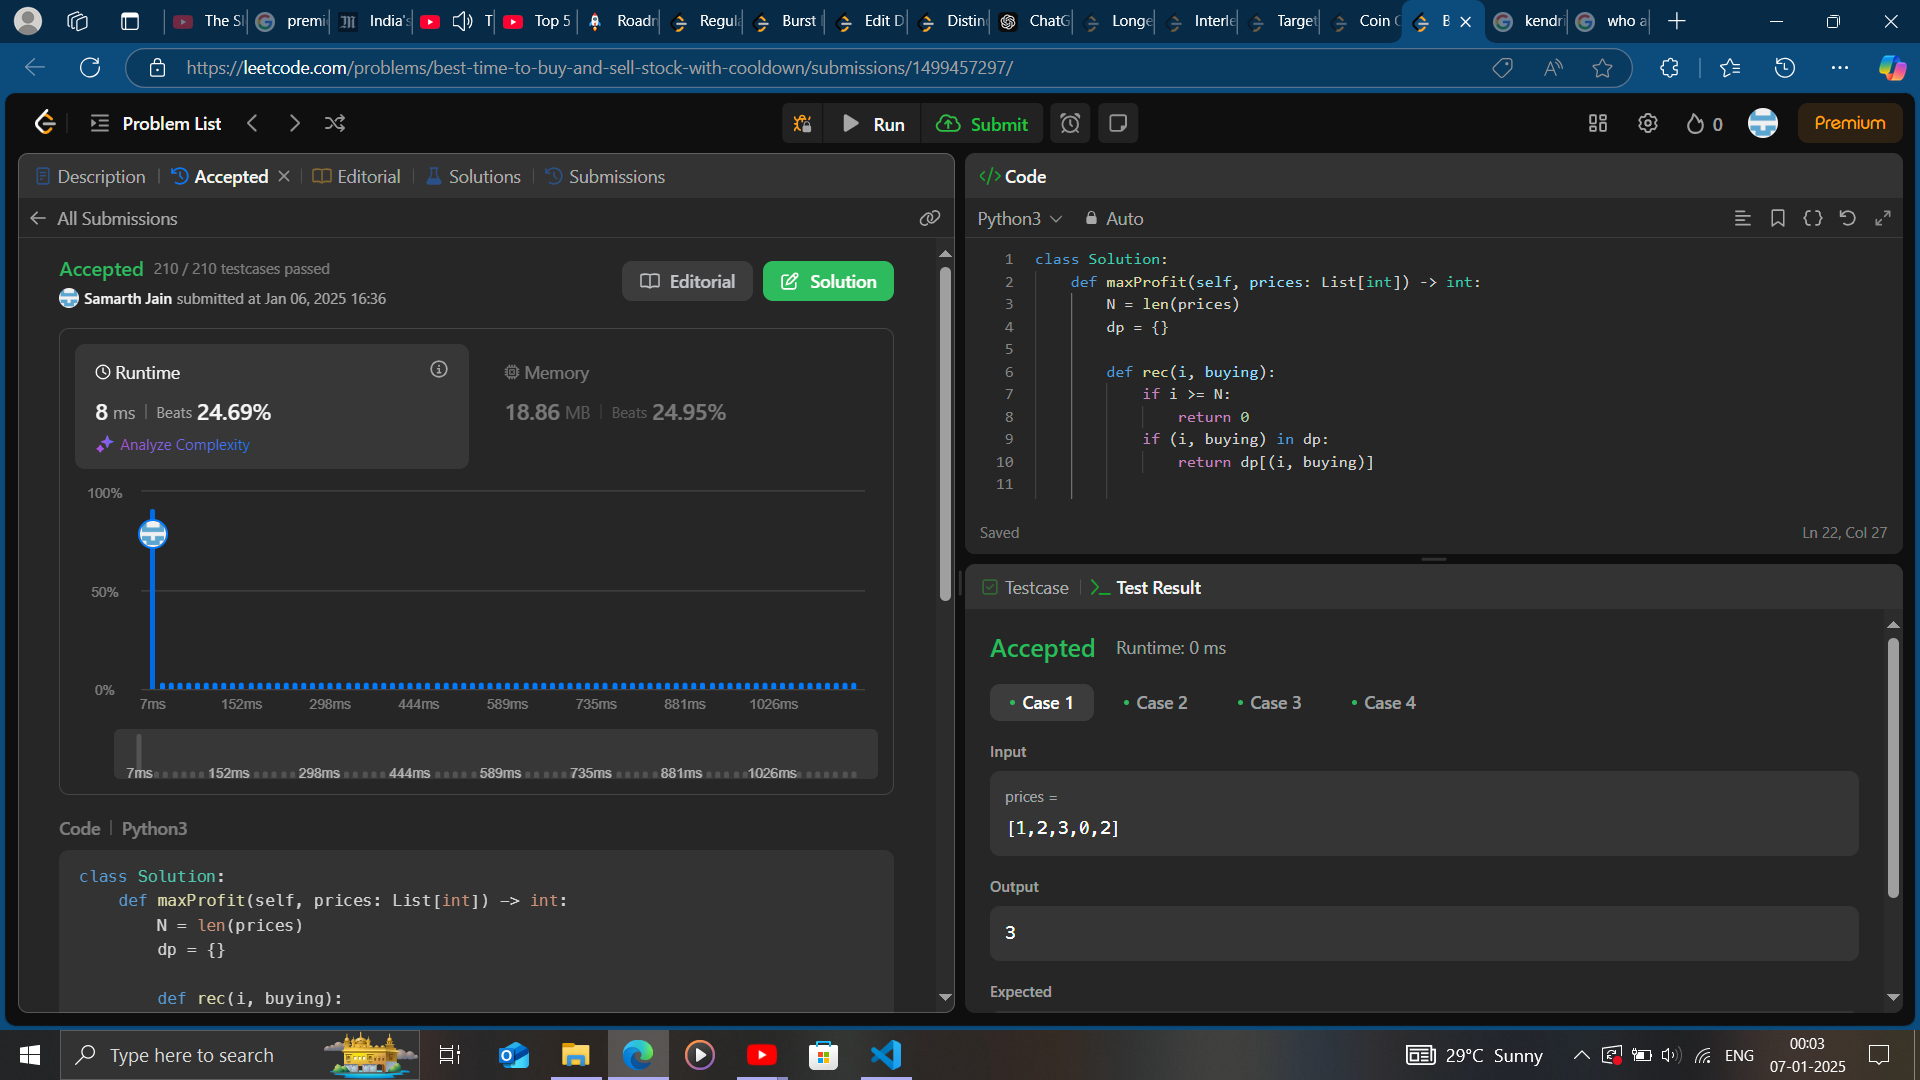 The S
premi
India's
T
Top 5
Roadn
Regula
Burst
Edit D
Distin
ChatG
Longe
Interle
Target
Coin C
B
kendri
who a
https://leetcode.com/problems/best-time-to-buy-and-sell-stock-with-cooldown/submissions/1499457297/
Problem List
Run
Submit
0
Premium
Description
Accepted
Editorial
Solutions
Submissions
All Submissions
Accepted 210 / 210 testcases passed
Samarth Jain submitted at Jan 06, 2025 16:36
Editorial
Solution
Runtime
8 ms Beats 24.69%
Analyze Complexity
Memory
18.86 MB Beats 24.95%
100%
50%
0%
7ms 152ms 298ms 444ms 589ms 735ms 881ms 1026ms
7ms 152ms 298ms 444ms 589ms 735ms 881ms 1026ms
Code Python3
class Solution:
    def maxProfit(self, prices: List[int]) -> int:
        N = len(prices)
        dp = {}
        def rec(i, buying):
Code
Python3
Auto
1 class Solution:
2     def maxProfit(self, prices: List[int]) -> int:
3         N = len(prices)
4         dp = {}
5
6         def rec(i, buying):
7             if i >= N:
8                 return 0
9             if (i, buying) in dp:
10                 return dp[(i, buying)]
11
Saved
Ln 22, Col 27
Testcase
Test Result
Accepted Runtime: 0 ms
Case 1
Case 2
Case 3
Case 4
Input
prices =
[1,2,3,0,2]
Output
3
Expected
Type here to search
29°C Sunny
ENG
00:03
07-01-2025